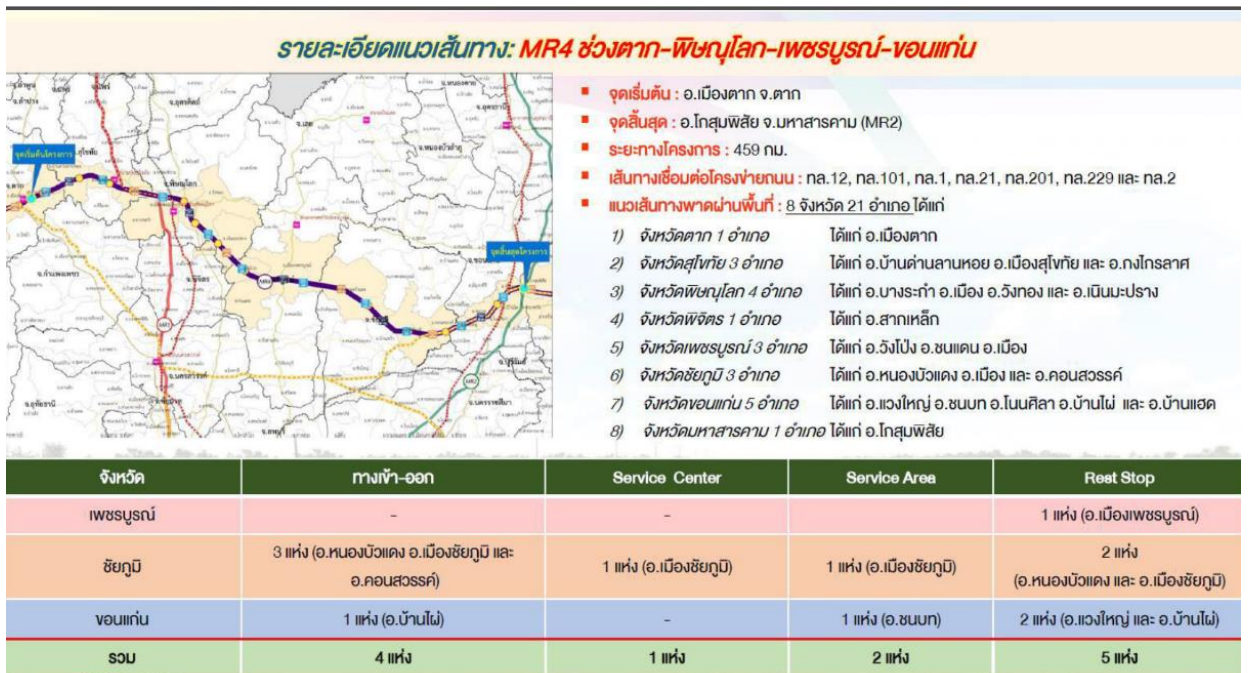 รายละเอียดแนวเส้นทาง: MR4 ช่วงตาก-พิษณุโลก-เพชรบูรณ์-ขอนแก่น
จุดเริ่มต้นโครงการ
จุดสิ้นสุดโครงการ
▪ จุดเริ่มต้น : อ.เมืองตาก จ.ตาก
▪ จุดสิ้นสุด : อ.โกสุมพิสัย จ.มหาสารคาม (MR2)
▪ ระยะทางโครงการ : 459 กม.
▪ เส้นทางเชื่อมต่อโครงข่ายถนน : ทล.12, ทล.101, ทล.1, ทล.21, ทล.201, ทล.229 และ ทล.2
▪ แนวเส้นทางพาดผ่านพื้นที่ : 8 จังหวัด 21 อำเภอ ได้แก่
1) จังหวัดตาก 1 อำเภอ ได้แก่ อ.เมืองตาก
2) จังหวัดสุโขทัย 3 อำเภอ ได้แก่ อ.บ้านด่านลานหอย อ.เมืองสุโขทัย และ อ.กงไกรลาศ
3) จังหวัดพิษณุโลก 4 อำเภอ ได้แก่ อ.บางระกำ อ.เมือง อ.วังทอง และ อ.เนินมะปราง
4) จังหวัดพิจิตร 1 อำเภอ ได้แก่ อ.สากเหล็ก
5) จังหวัดเพชรบูรณ์ 3 อำเภอ ได้แก่ อ.วังโป่ง อ.ชนแดน อ.เมือง
6) จังหวัดชัยภูมิ 3 อำเภอ ได้แก่ อ.หนองบัวแดง อ.เมือง และ อ.คอนสวรรค์
7) จังหวัดขอนแก่น 5 อำเภอ ได้แก่ อ.แวงใหญ่ อ.ชนบท อ.โนนศิลา อ.บ้านไผ่ และ อ.บ้านแฮด
8) จังหวัดมหาสารคาม 1 อำเภอ ได้แก่ อ.โกสุมพิสัย
จังหวัด ทางเข้า-ออก Service Center Service Area Rest Stop
เพชรบูรณ์ - - 1 แห่ง (อ.เมืองเพชรบูรณ์)
ชัยภูมิ 3 แห่ง (อ.หนองบัวแดง อ.เมืองชัยภูมิ และ
อ.คอนสวรรค์) 1 แห่ง (อ.เมืองชัยภูมิ) 1 แห่ง (อ.เมืองชัยภูมิ) 2 แห่ง
(อ.หนองบัวแดง และ อ.เมืองชัยภูมิ)
ขอนแก่น 1 แห่ง (อ.บ้านไผ่) - 1 แห่ง (อ.ชนบท) 2 แห่ง (อ.แวงใหญ่ และ อ.บ้านไผ่)
รวม 4 แห่ง 1 แห่ง 2 แห่ง 5 แห่ง